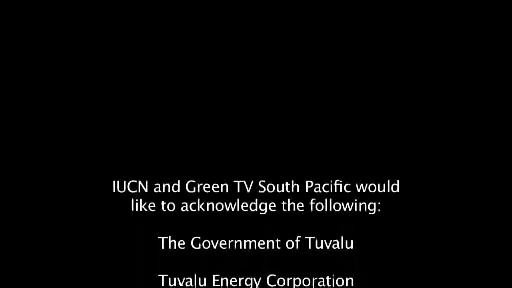 IUCN and Green TV South Pacific would
like to acknowledge the following:
The Government of Tuvalu
Tuvalu Energy Corporation